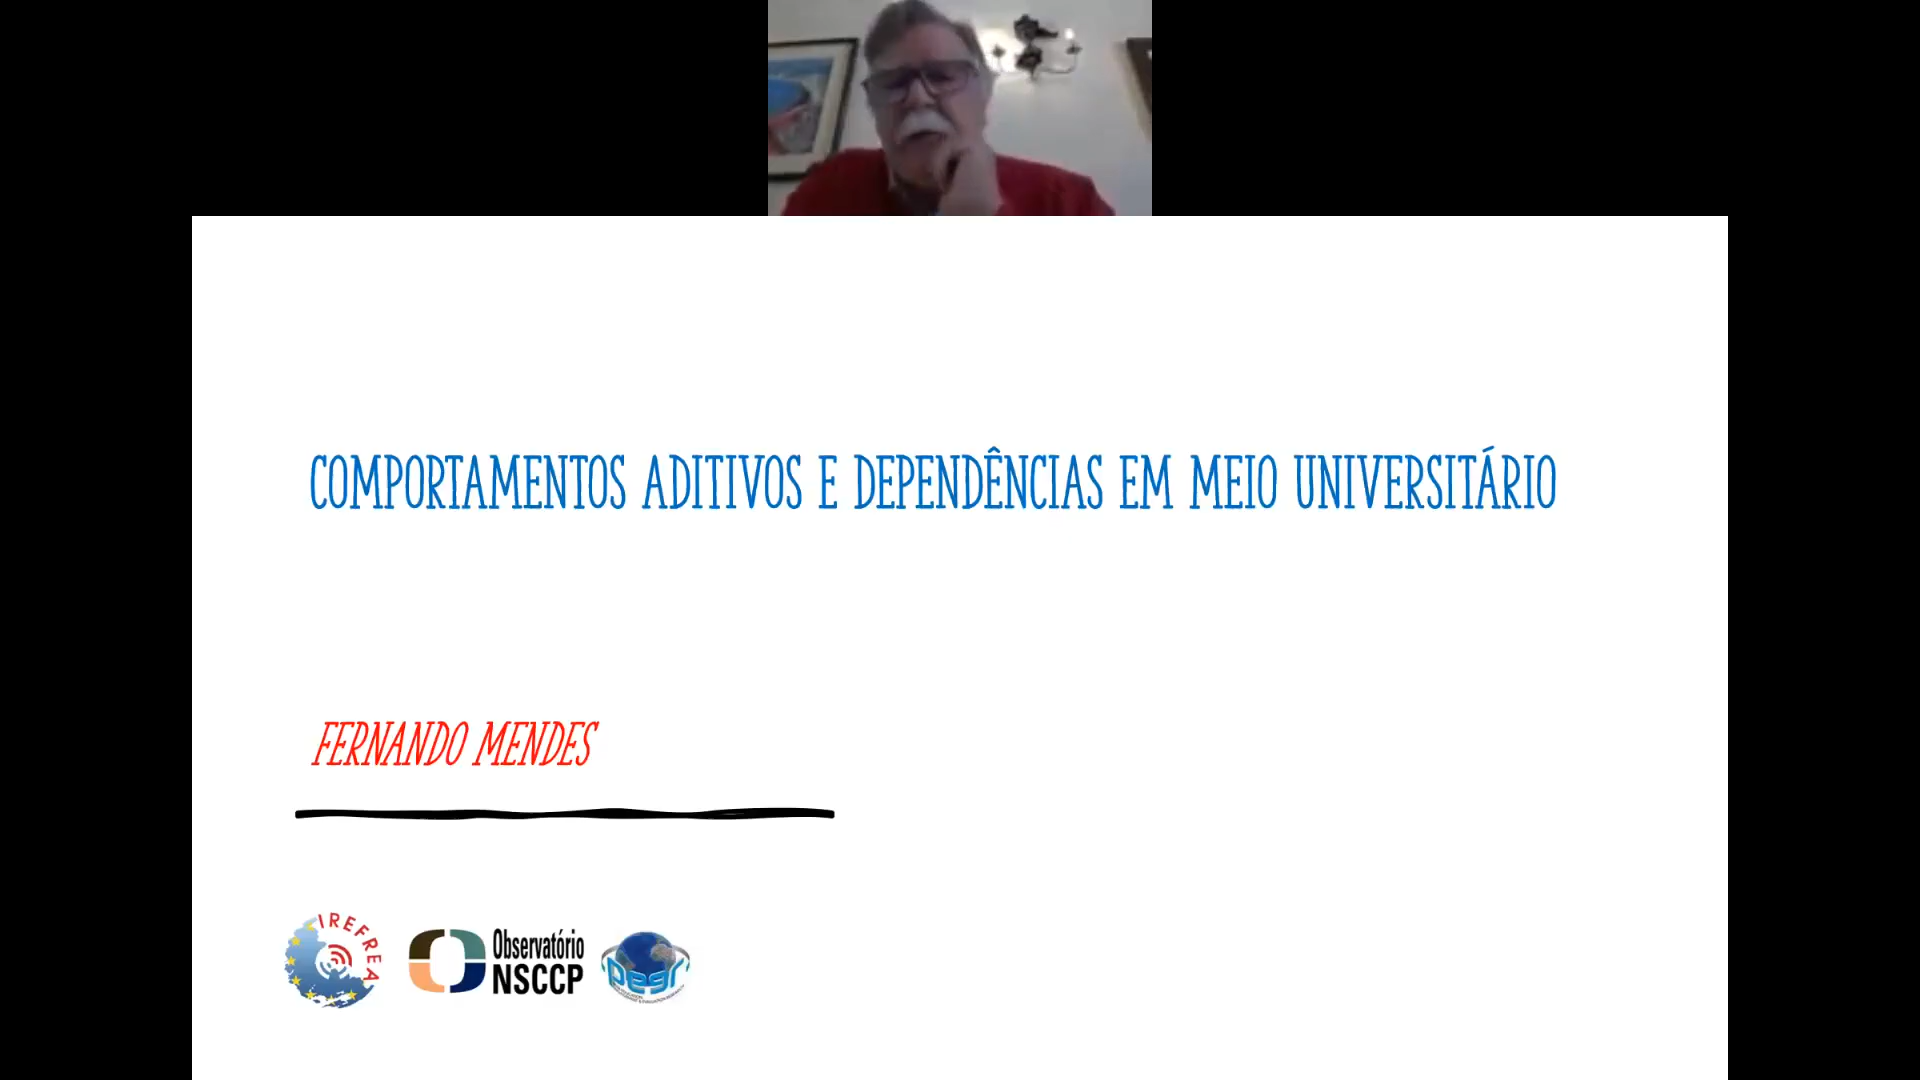 COMPORTAMENTOS ADITIVOS E DEPENDÊNCIAS EM MEIO UNIVERSITÁRIO
FERNANDO MENDES
IREFREA
Observatório
NSCCP